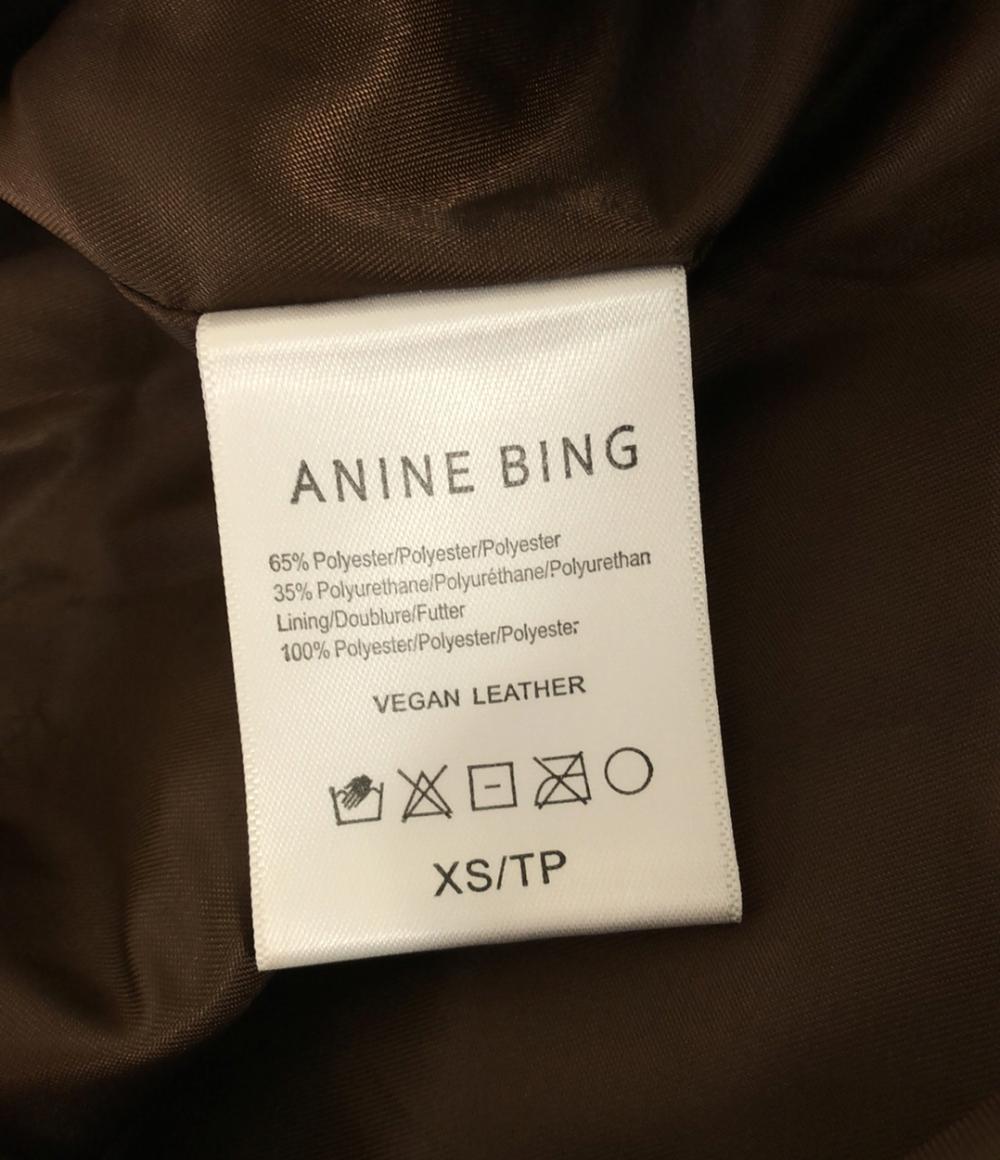 ANINE BING
65% Polyester/Polyester/Polyester
35% Polyurethane/Polyuréthane/Polyurethan
Lining/Doublure/Futter
100% Polyester/Polyester/Polyester
VEGAN LEATHER
XS/TP